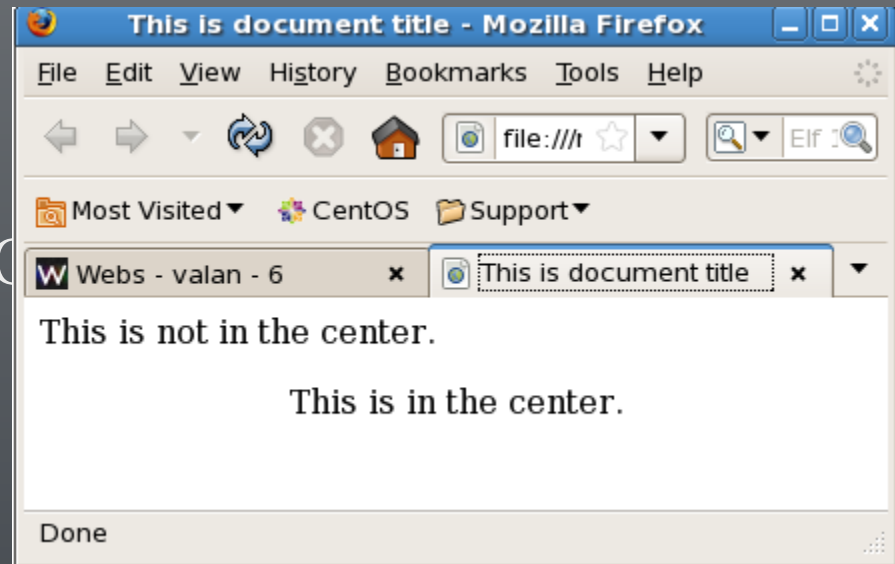 This is document title - Mozilla Firefox
File Edit View History Bookmarks Tools Help
file:///
Most Visited CentOS Support
W Webs - valan - 6 This is document title
This is not in the center.
This is in the center.
Done